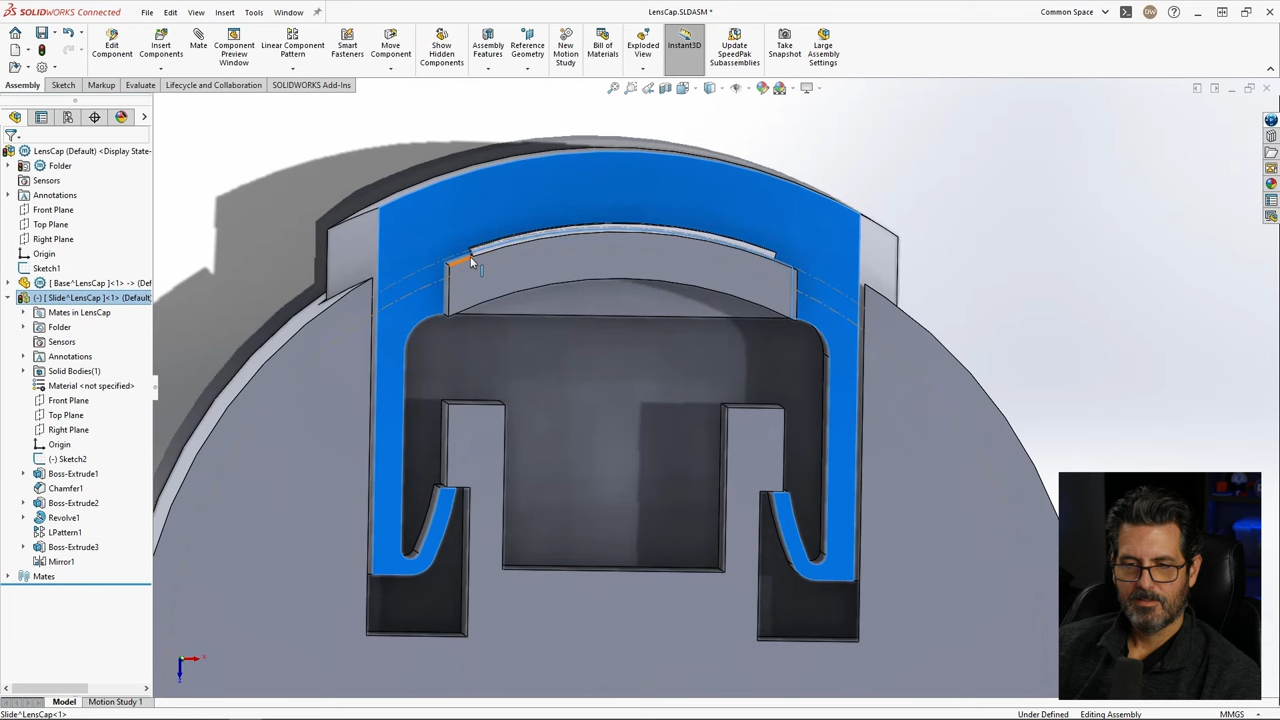 SOLIDWORKS Connected
File
Edit
View
Insert
Tools
Window
LensCap.SLDASM *
Common Space
DW
Edit Component
Insert Components
Mate
Component Preview Window
Linear Component Pattern
Smart Fasteners
Move Component
Show Hidden Components
Assembly Features
Reference Geometry
New Motion Study
Bill of Materials
Exploded View
Instant3D
Update SpeedPak Subassemblies
Take Snapshot
Large Assembly Settings
Assembly
Sketch
Markup
Evaluate
Lifecycle and Collaboration
SOLIDWORKS Add-Ins
LensCap (Default) <Display State-
Folder
Sensors
Annotations
Front Plane
Top Plane
Right Plane
Origin
Sketch1
[ Base^LensCap ]<1> -> (Def
(-) [ Slide^LensCap ]<1> (Default
Mates in LensCap
Folder
Sensors
Annotations
Solid Bodies(1)
Material <not specified>
Front Plane
Top Plane
Right Plane
Origin
(-) Sketch2
Boss-Extrude1
Chamfer1
Boss-Extrude2
Revolve1
LPattern1
Boss-Extrude3
Mirror1
Mates
Model
Motion Study 1
Slide^LensCap<1>
Under Defined
Editing Assembly
MMGS